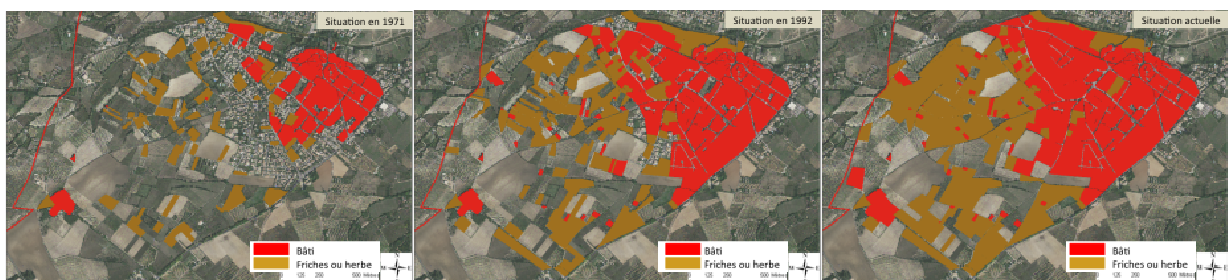 Situation en 1971
Bâti
Friches ou herbe
Situation en 1992
Bâti
Friches ou herbe
Situation actuelle
Bâti
Friches ou herbe